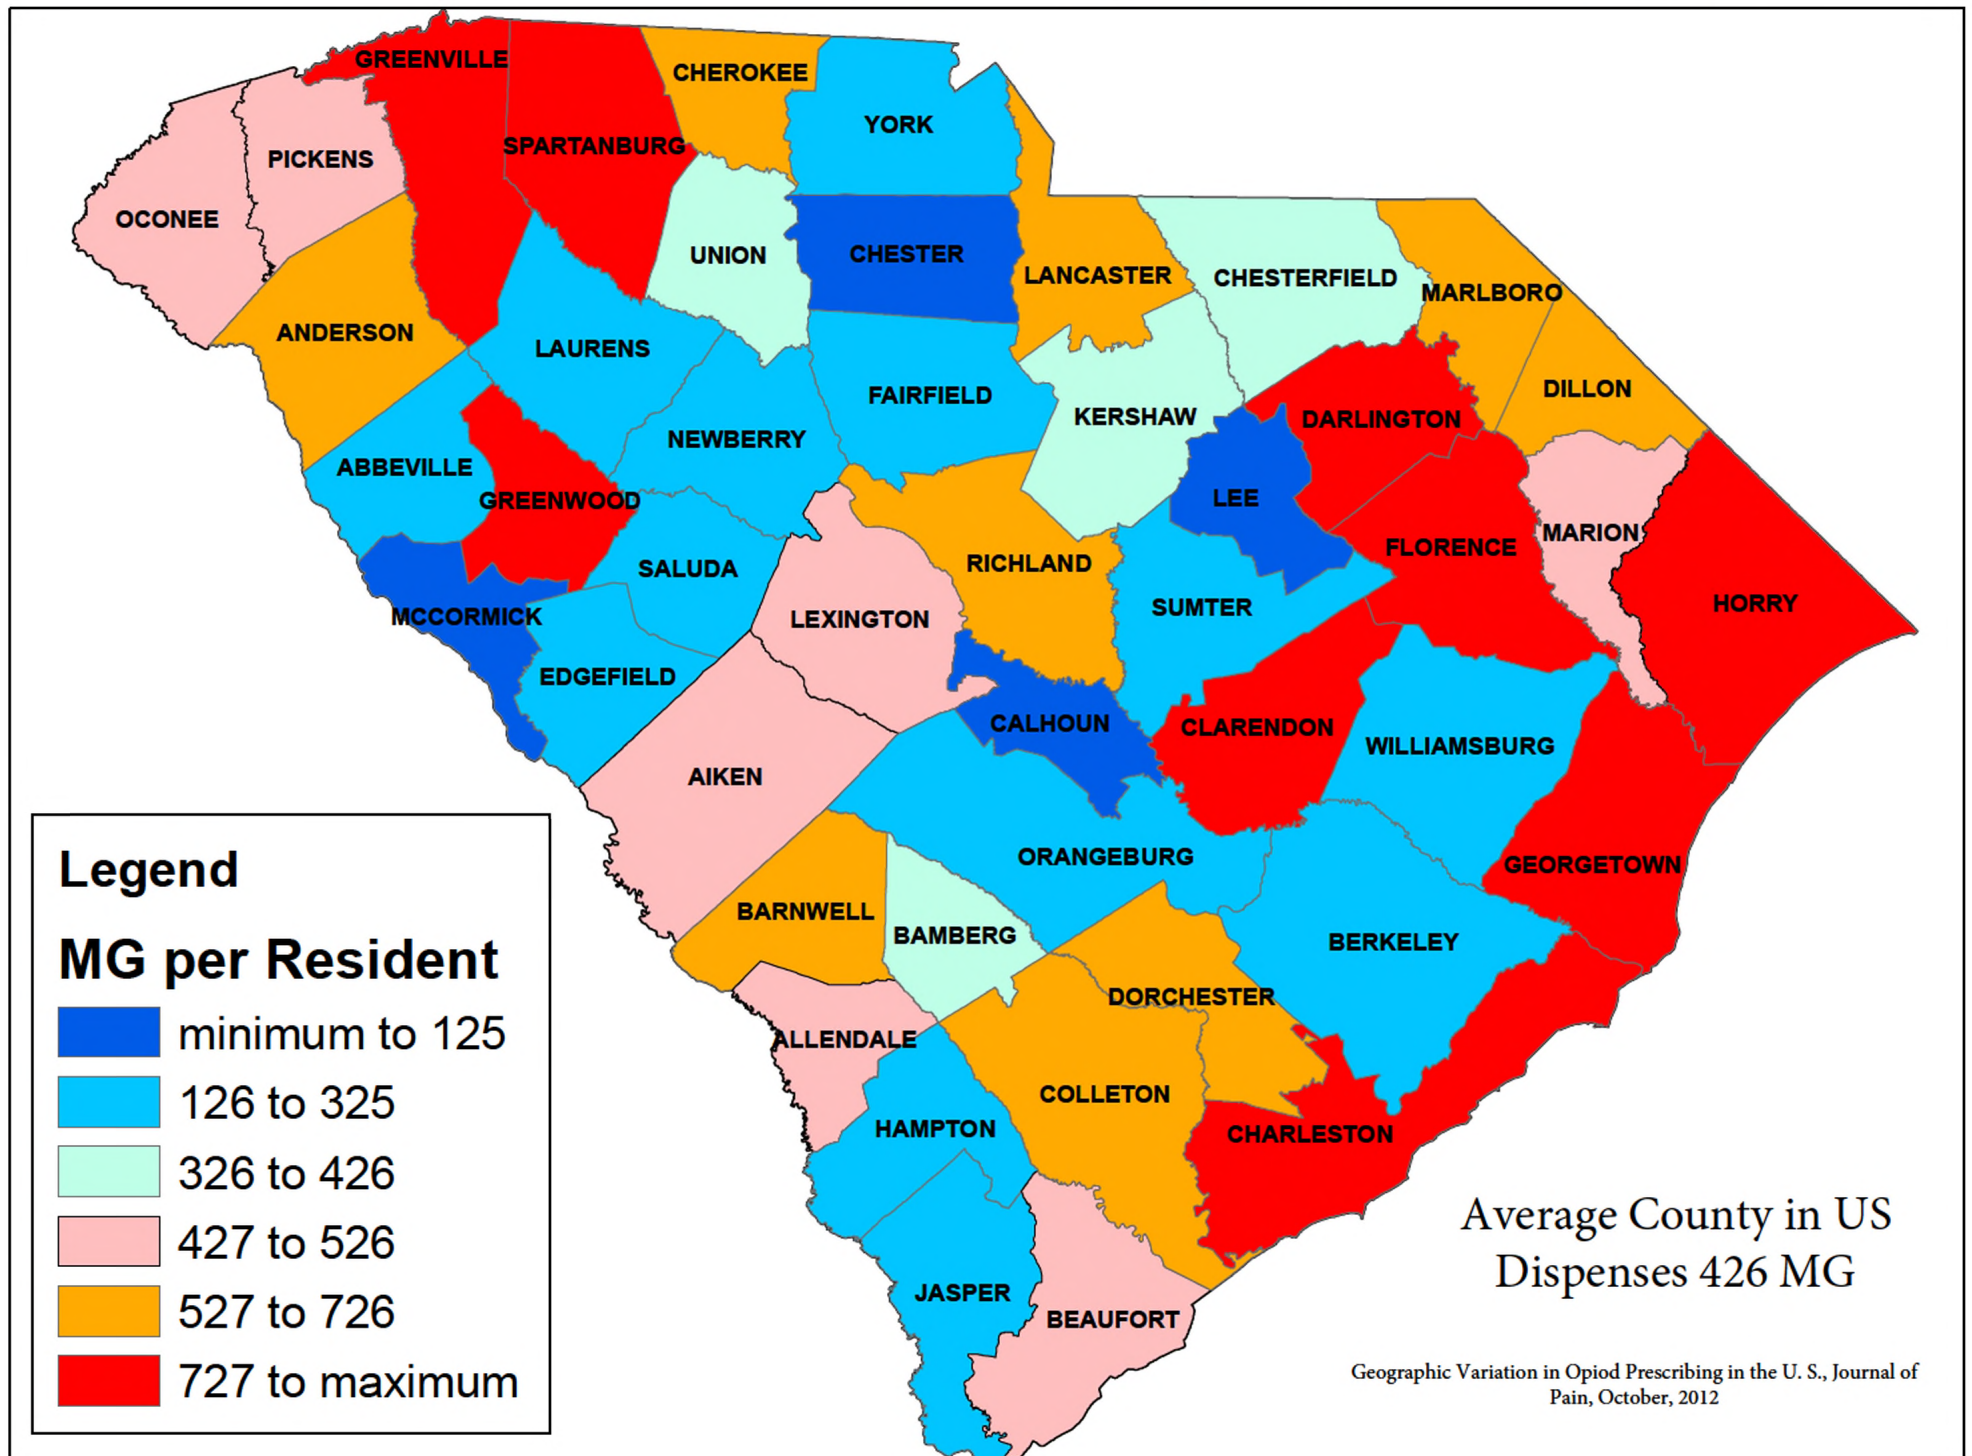 GREENVILLE
CHEROKEE
YORK
SPARTANBURG
PICKENS
OCONEE
UNION
CHESTER
LANCASTER
CHESTERFIELD
MARLBORO
ANDERSON
LAURENS
FAIRFIELD
DILLON
KERSHAW
DARLINGTON
NEWBERRY
ABBEVILLE
GREENWOOD
LEE
MARION
FLORENCE
RICHLAND
SALUDA
HORRY
SUMTER
MCCORMICK
LEXINGTON
EDGEFIELD
CALHOUN
CLARENDON
WILLIAMSBURG
AIKEN
ORANGEBURG
GEORGETOWN
BARNWELL
BAMBERG
BERKELEY
DORCHESTER
ALLENDALE
COLLETON
HAMPTON
CHARLESTON
JASPER
BEAUFORT
Legend
MG per Resident
minimum to 125
126 to 325
326 to 426
427 to 526
527 to 726
727 to maximum
Average County in US
Dispenses 426 MG
Geographic Variation in Opiod Prescribing in the U. S., Journal of
Pain, October, 2012